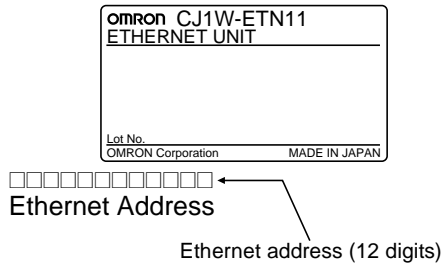 OMRON CJ1W-ETN11
ETHERNET UNIT
Lot No.
OMRON Corporation MADE IN JAPAN
□□□□□□□□□□□□
Ethernet Address
Ethernet address (12 digits)